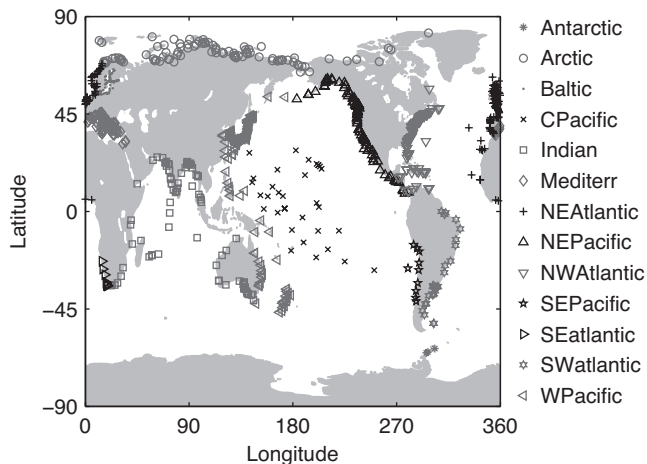 90
45
0
−45
−90
Latitude
0
90
180
270
360
Longitude
Antarctic
Arctic
Baltic
CPacific
Indian
Mediterr
NEAtlantic
NEPacific
NWAtlantic
SEPacific
SEatlantic
SWatlantic
WPacific